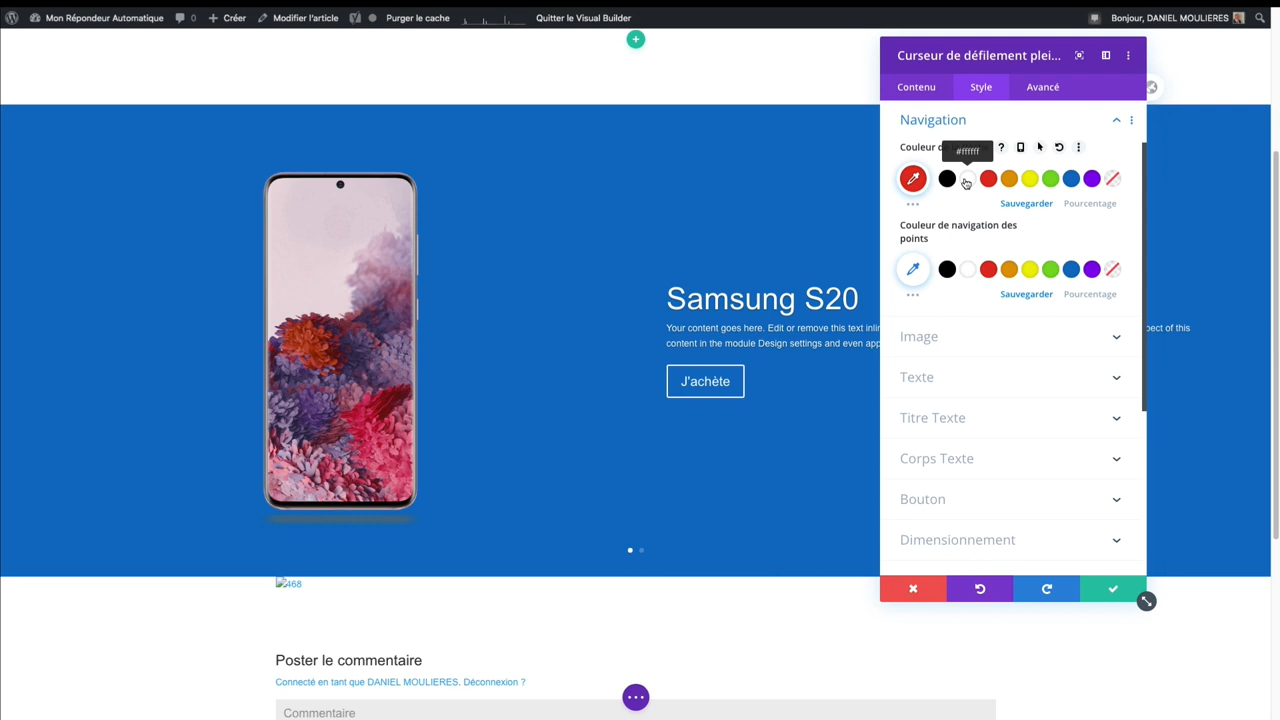 Mon Répondeur Automatique 0 Créer Modifier l'article Purger le cache Quitter le Visual Builder Bonjour, DANIEL MOULIERES
Curseur de défilement plei...
Contenu Style Avancé
Navigation
Couleur d
#ffffff
Sauvegarder Pourcentage
Couleur de navigation des
points
Sauvegarder Pourcentage
Image
Texte
Titre Texte
Corps Texte
Bouton
Dimensionnement
Samsung S20
Your content goes here. Edit or remove this text inlin
pect of this
content in the module Design settings and even app
J'achète
468
Poster le commentaire
Connecté en tant que DANIEL MOULIERES. Déconnexion ?
Commentaire